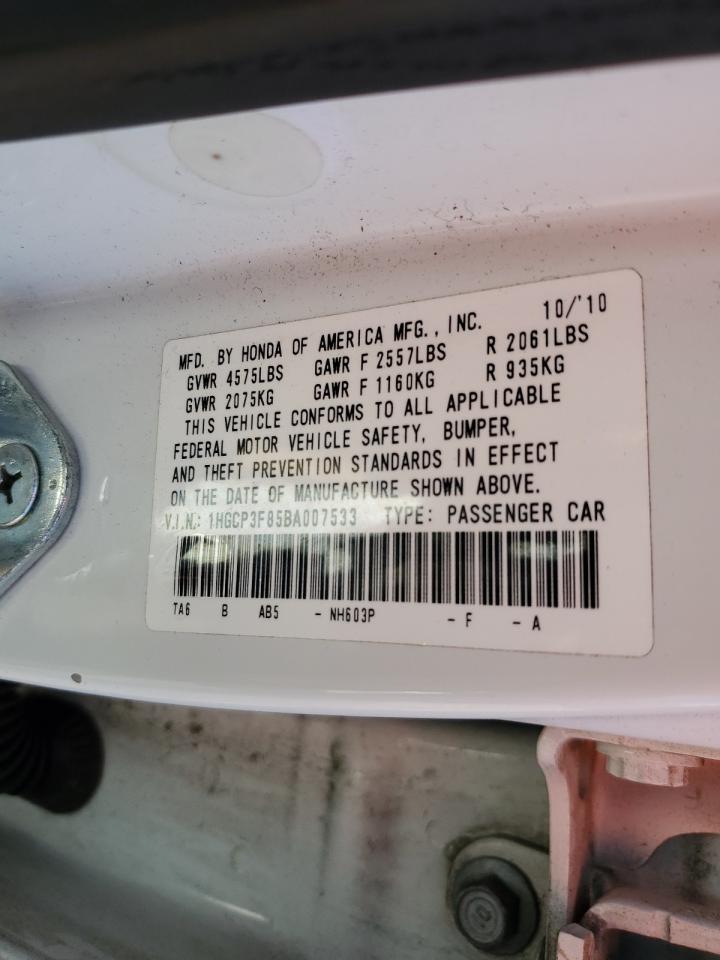 MFD. BY HONDA OF AMERICA MFG., INC. 10/'10
GVWR 4575LBS GAWR F 2557LBS R 2061LBS
GVWR 2075KG GAWR F 1160KG R 935KG
THIS VEHICLE CONFORMS TO ALL APPLICABLE
FEDERAL MOTOR VEHICLE SAFETY, BUMPER,
AND THEFT PREVENTION STANDARDS IN EFFECT
ON THE DATE OF MANUFACTURE SHOWN ABOVE.
V.I.N.: 1HGCP3F85BA007533 TYPE: PASSENGER CAR
TA6 B AB5 - NH603P - F - A